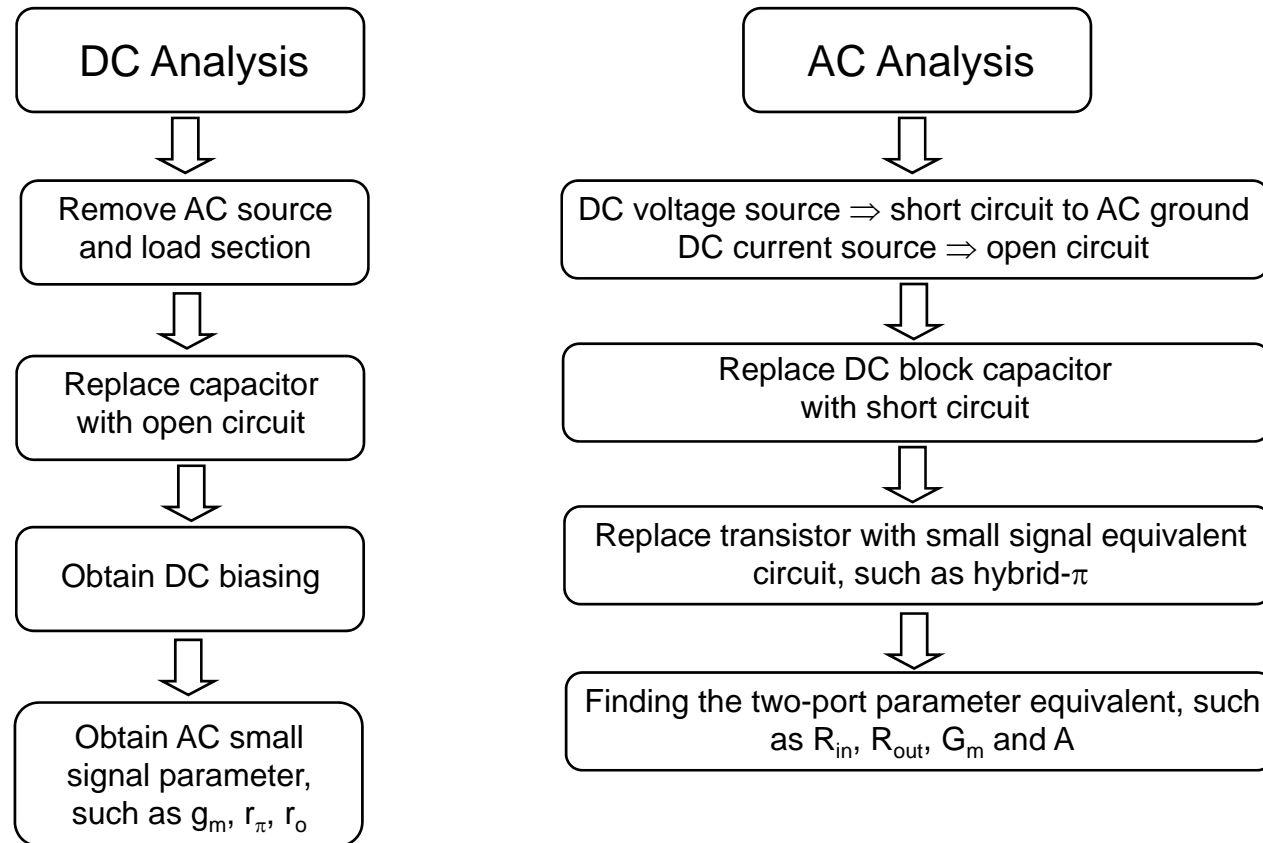 DC Analysis
Remove AC source
and load section
Replace capacitor
with open circuit
Obtain DC biasing
Obtain AC small
signal parameter,
such as gm, rπ, ro
AC Analysis
DC voltage source ⇒ short circuit to AC ground
DC current source ⇒ open circuit
Replace DC block capacitor
with short circuit
Replace transistor with small signal equivalent
circuit, such as hybrid-π
Finding the two-port parameter equivalent, such
as Rin, Rout, Gm and A